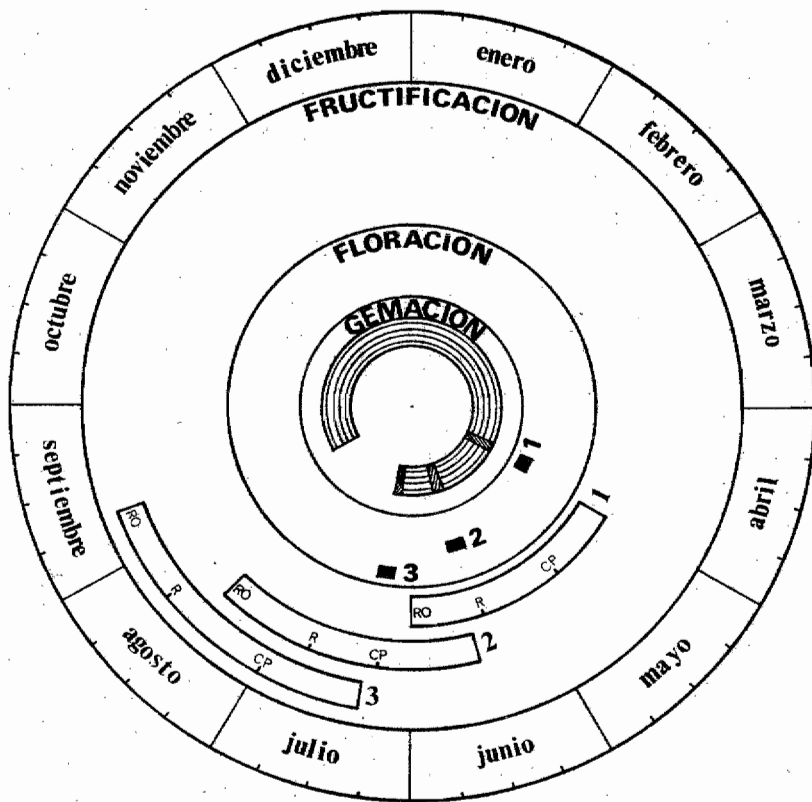 diciembre
enero
FRUCTIFICACION
noviembre
febrero
FLORACION
octubre
GEMACION
marzo
1
septiembre
1
abril
2
3
RO
CP
RO
R
RO
R
R
CP
2
agosto
CP
3
mayo
julio
junio